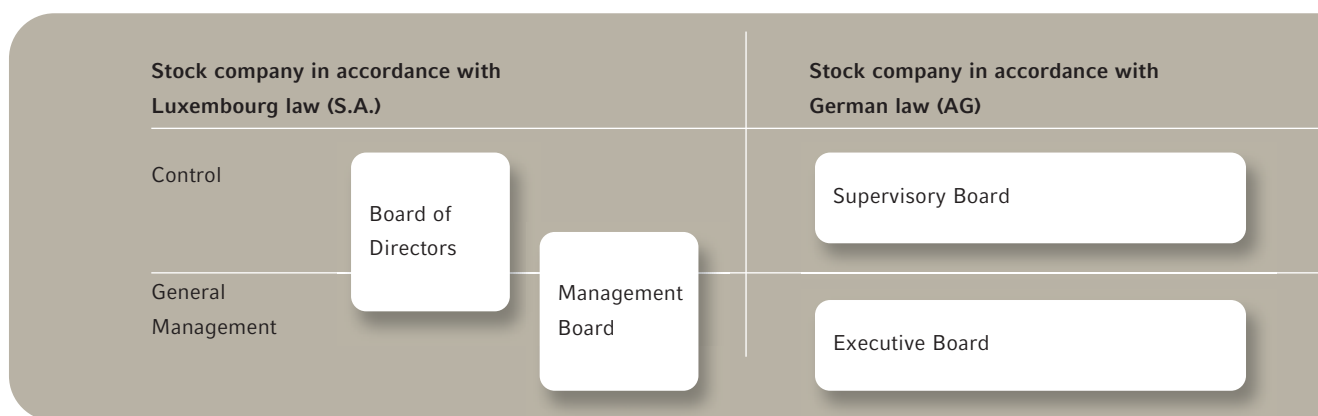 Stock company in accordance with
Luxembourg law (S.A.)
Stock company in accordance with
German law (AG)
Control
Board of
Directors
Supervisory Board
General
Management
Management
Board
Executive Board